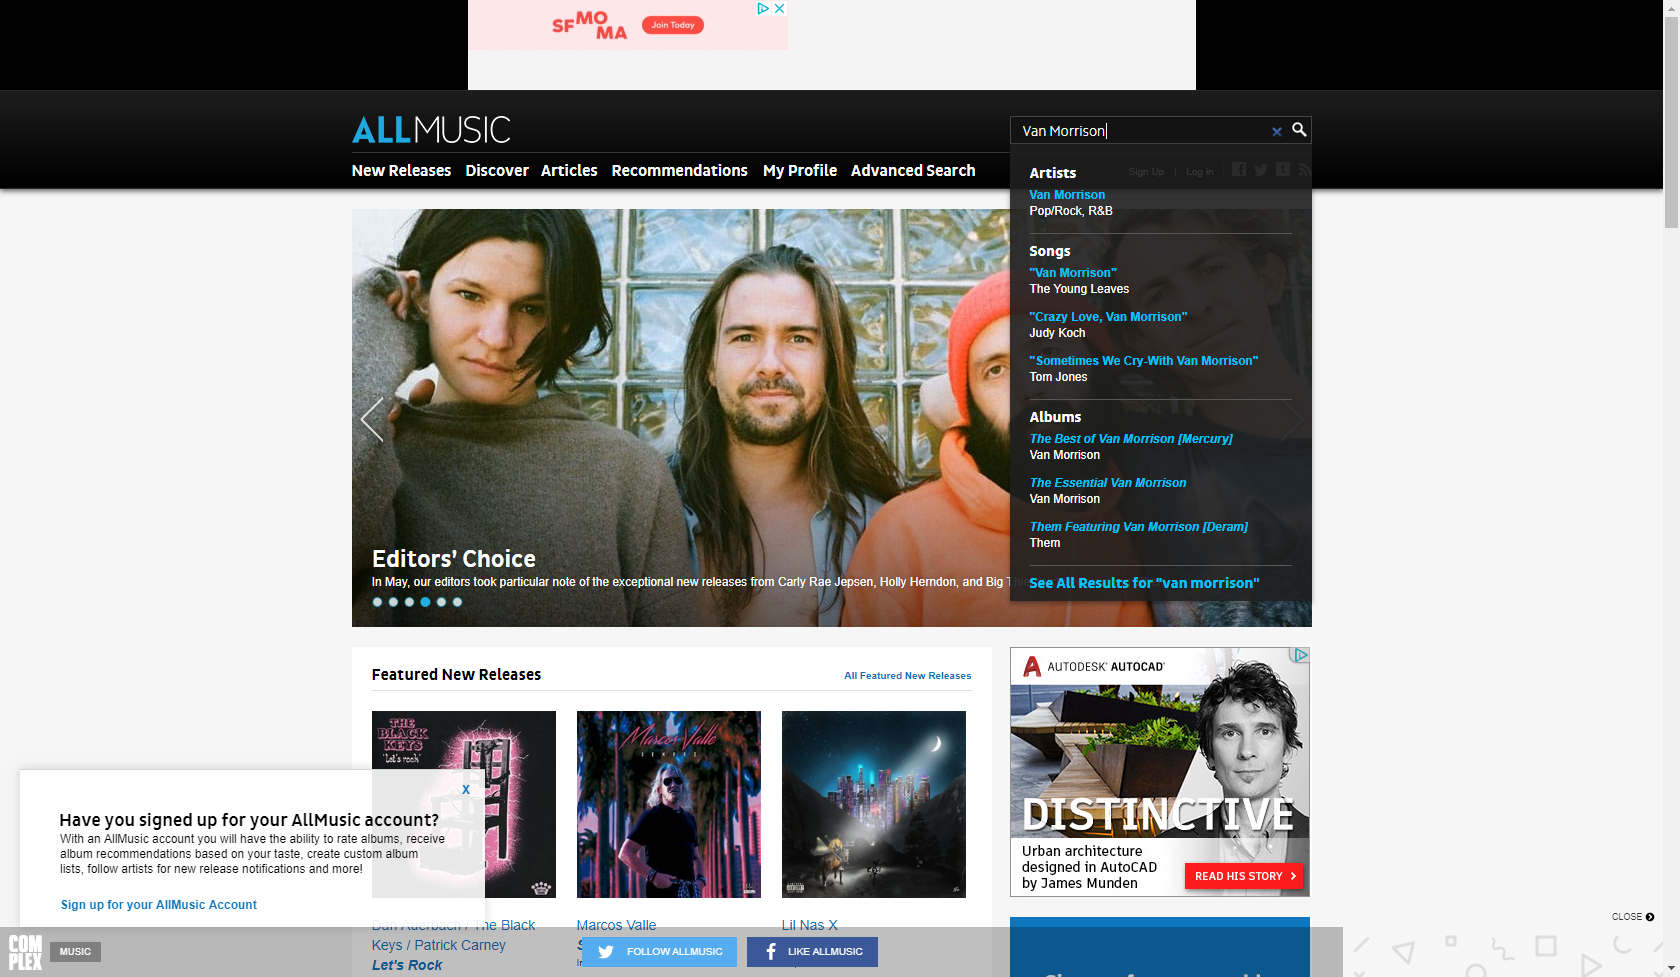 SFMOMA
Join Today
ALLMUSIC
Van Morrison
New Releases Discover Articles Recommendations My Profile Advanced Search
Sign Up | Log in
Artists
Van Morrison
Pop/Rock, R&B
Songs
"Van Morrison"
The Young Leaves
"Crazy Love, Van Morrison"
Judy Koch
"Sometimes We Cry-With Van Morrison"
Tom Jones
Albums
The Best of Van Morrison [Mercury]
Van Morrison
The Essential Van Morrison
Van Morrison
Them Featuring Van Morrison [Deram]
Them
See All Results for "van morrison"
Editors’ Choice
In May, our editors took particular note of the exceptional new releases from Carly Rae Jepsen, Holly Herndon, and Big Thief
Featured New Releases
All Featured New Releases
THE
BLACK
KEYS
"Let's rock"
Marcos Valle
SEMPRE
Dan Auerbach / The Black
Keys / Patrick Carney
Let's Rock
Marcos Valle
Lil Nas X
AUTODESK® AUTOCAD®
DISTINCTIVE
Urban architecture
designed in AutoCAD
by James Munden
READ HIS STORY
X
Have you signed up for your AllMusic account?
With an AllMusic account you will have the ability to rate albums, receive
album recommendations based on your taste, create custom album
lists, follow artists for new release notifications and more!
Sign up for your AllMusic Account
CLOSE
COMPLEX
MUSIC
FOLLOW ALLMUSIC
LIKE ALLMUSIC